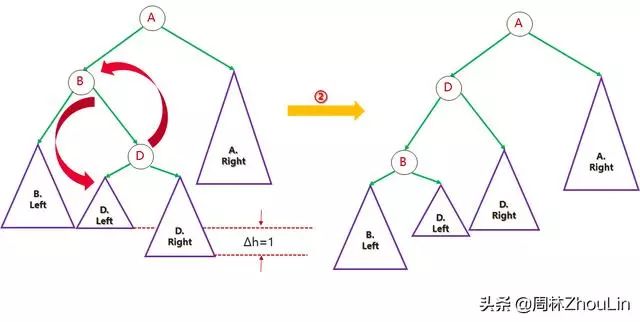 A
B
D
B.
Left
D.
Left
D.
Right
A.
Right
Δh=1
②
A
D
B
B.
Left
D.
Left
D.
Right
A.
Right
头条 @周林ZhouLin